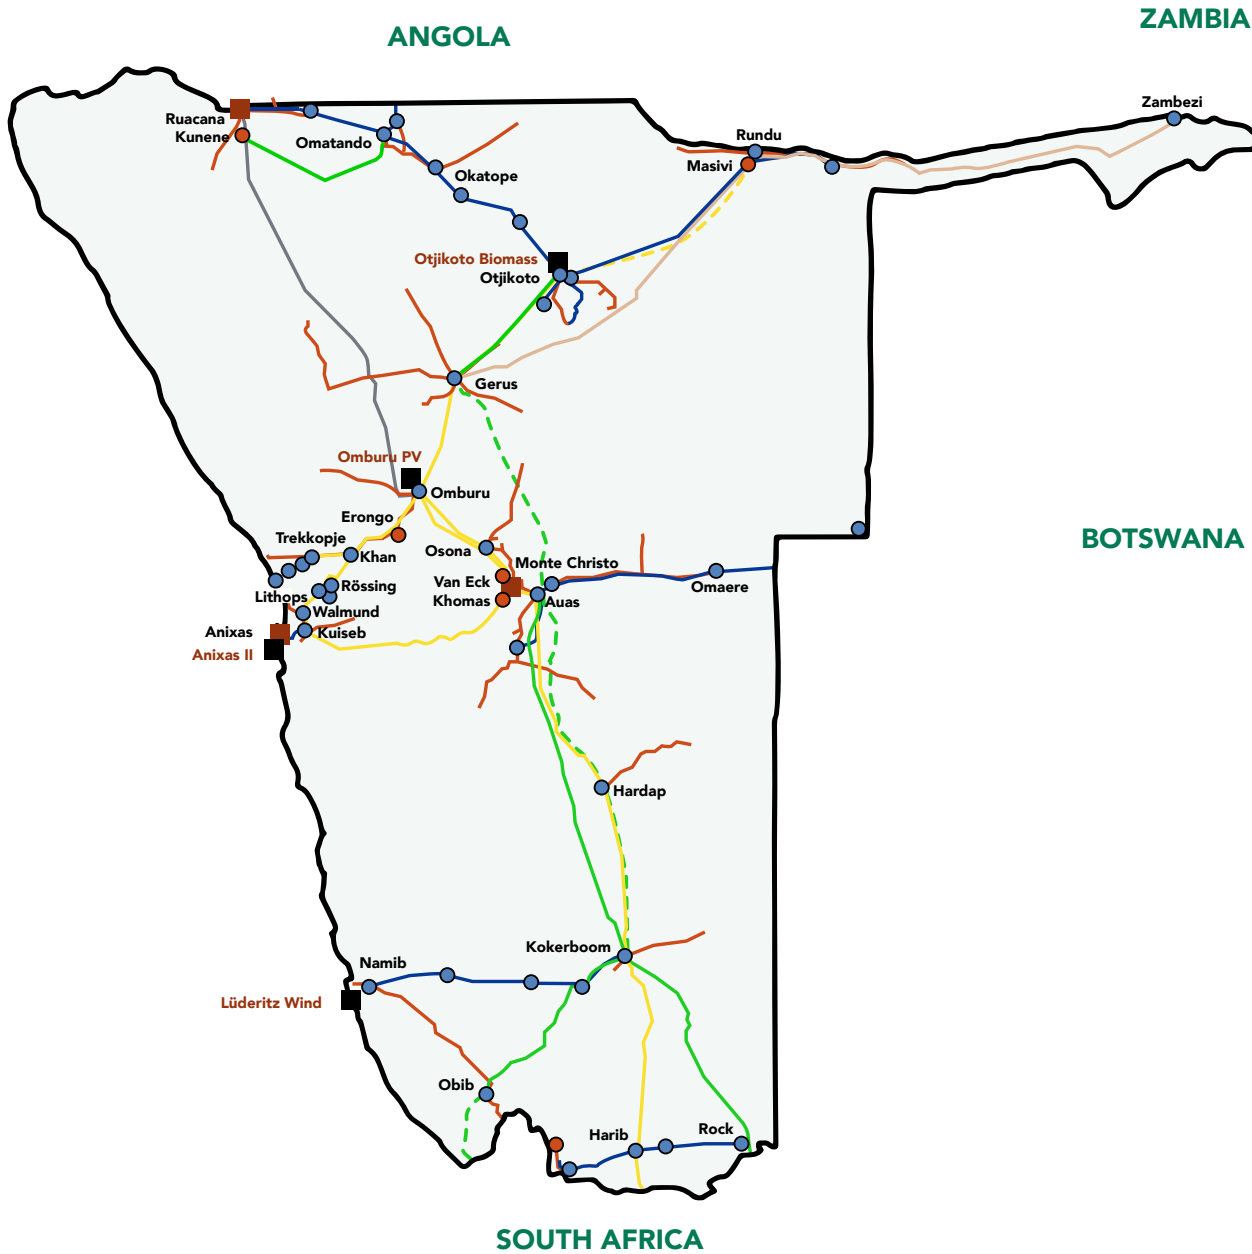 ZAMBIA
ANGOLA
Zambezi
Ruacana
Kunene
Omatando
Rundu
Masivi
Okatope
Otjikoto Biomass
Otjikoto
Gerus
Omburu PV
Omburu
Erongo
Trekkopje
Khan
Osona
BOTSWANA
Monte Christo
Van Eck
Omaere
Rössing
Lithops
Khomas
Auas
Walmund
Anixas
Kuiseb
Anixas II
Hardap
Kokerboom
Namib
Lüderitz Wind
Obib
Harib
Rock
SOUTH AFRICA